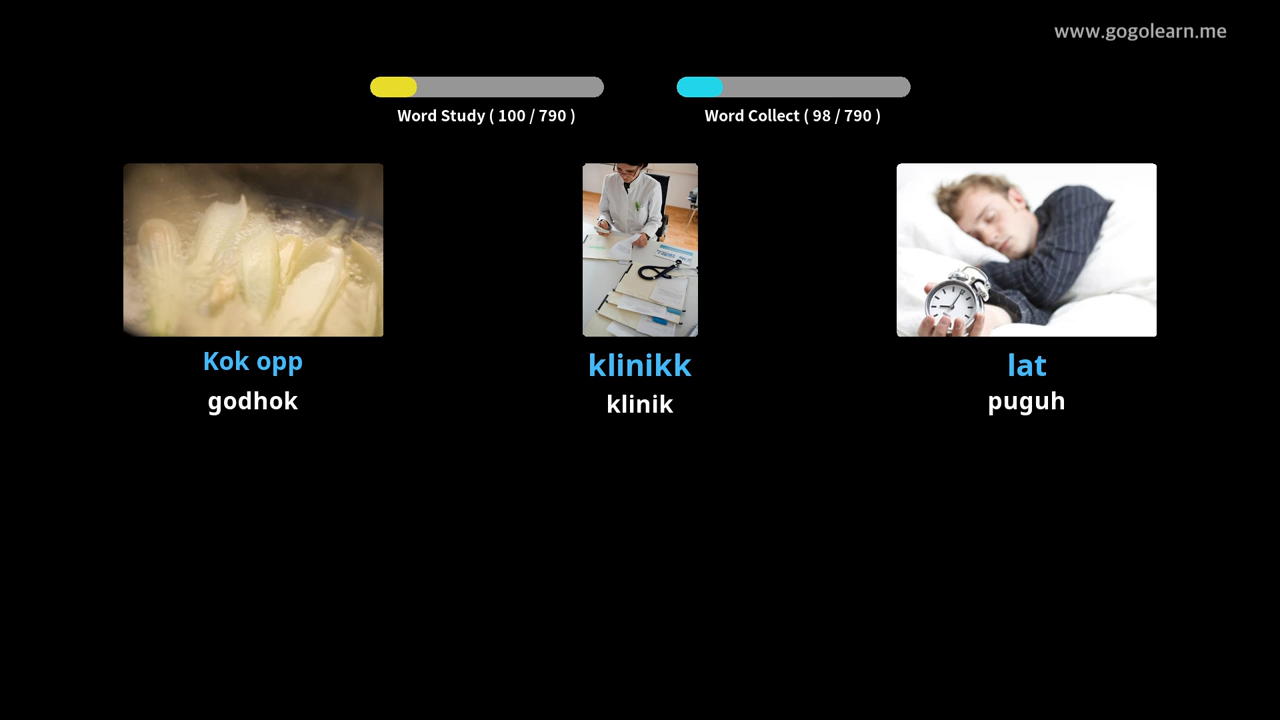 www.gogolearn.me
Word Study ( 100 / 790 )
Word Collect ( 98 / 790 )
Kok opp
godhok
klinikk
klinik
lat
puguh